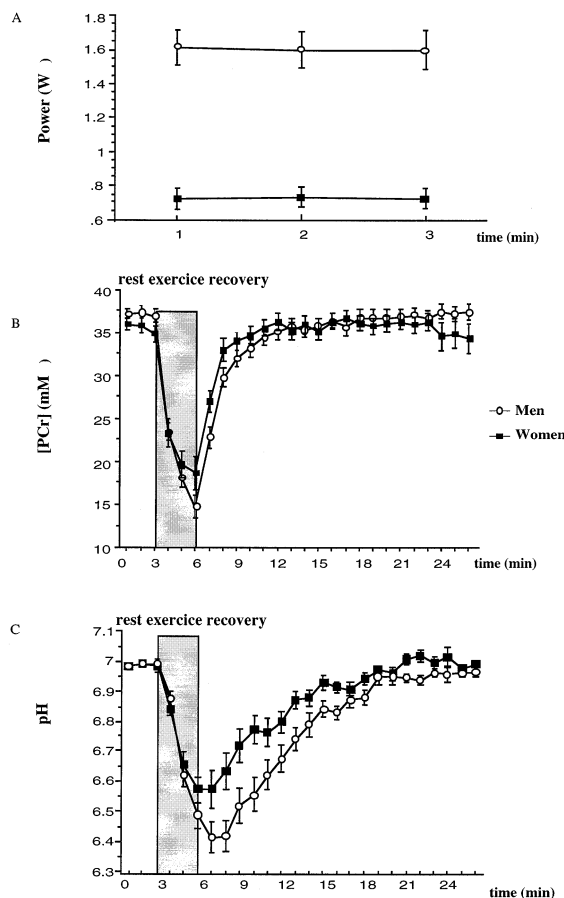 A
Power (W )
1.8
1.6
1.4
1.2
1
.8
.6
1 2 3
time (min)
rest exercice recovery
B
[PCr] (mM )
40
35
30
25
20
15
10
0 3 6 9 12 15 18 21 24
time (min)
Men
Women
rest exercice recovery
C
pH
7.1
7
6.9
6.8
6.7
6.6
6.5
6.4
6.3
0 3 6 9 12 15 18 21 24
time (min)